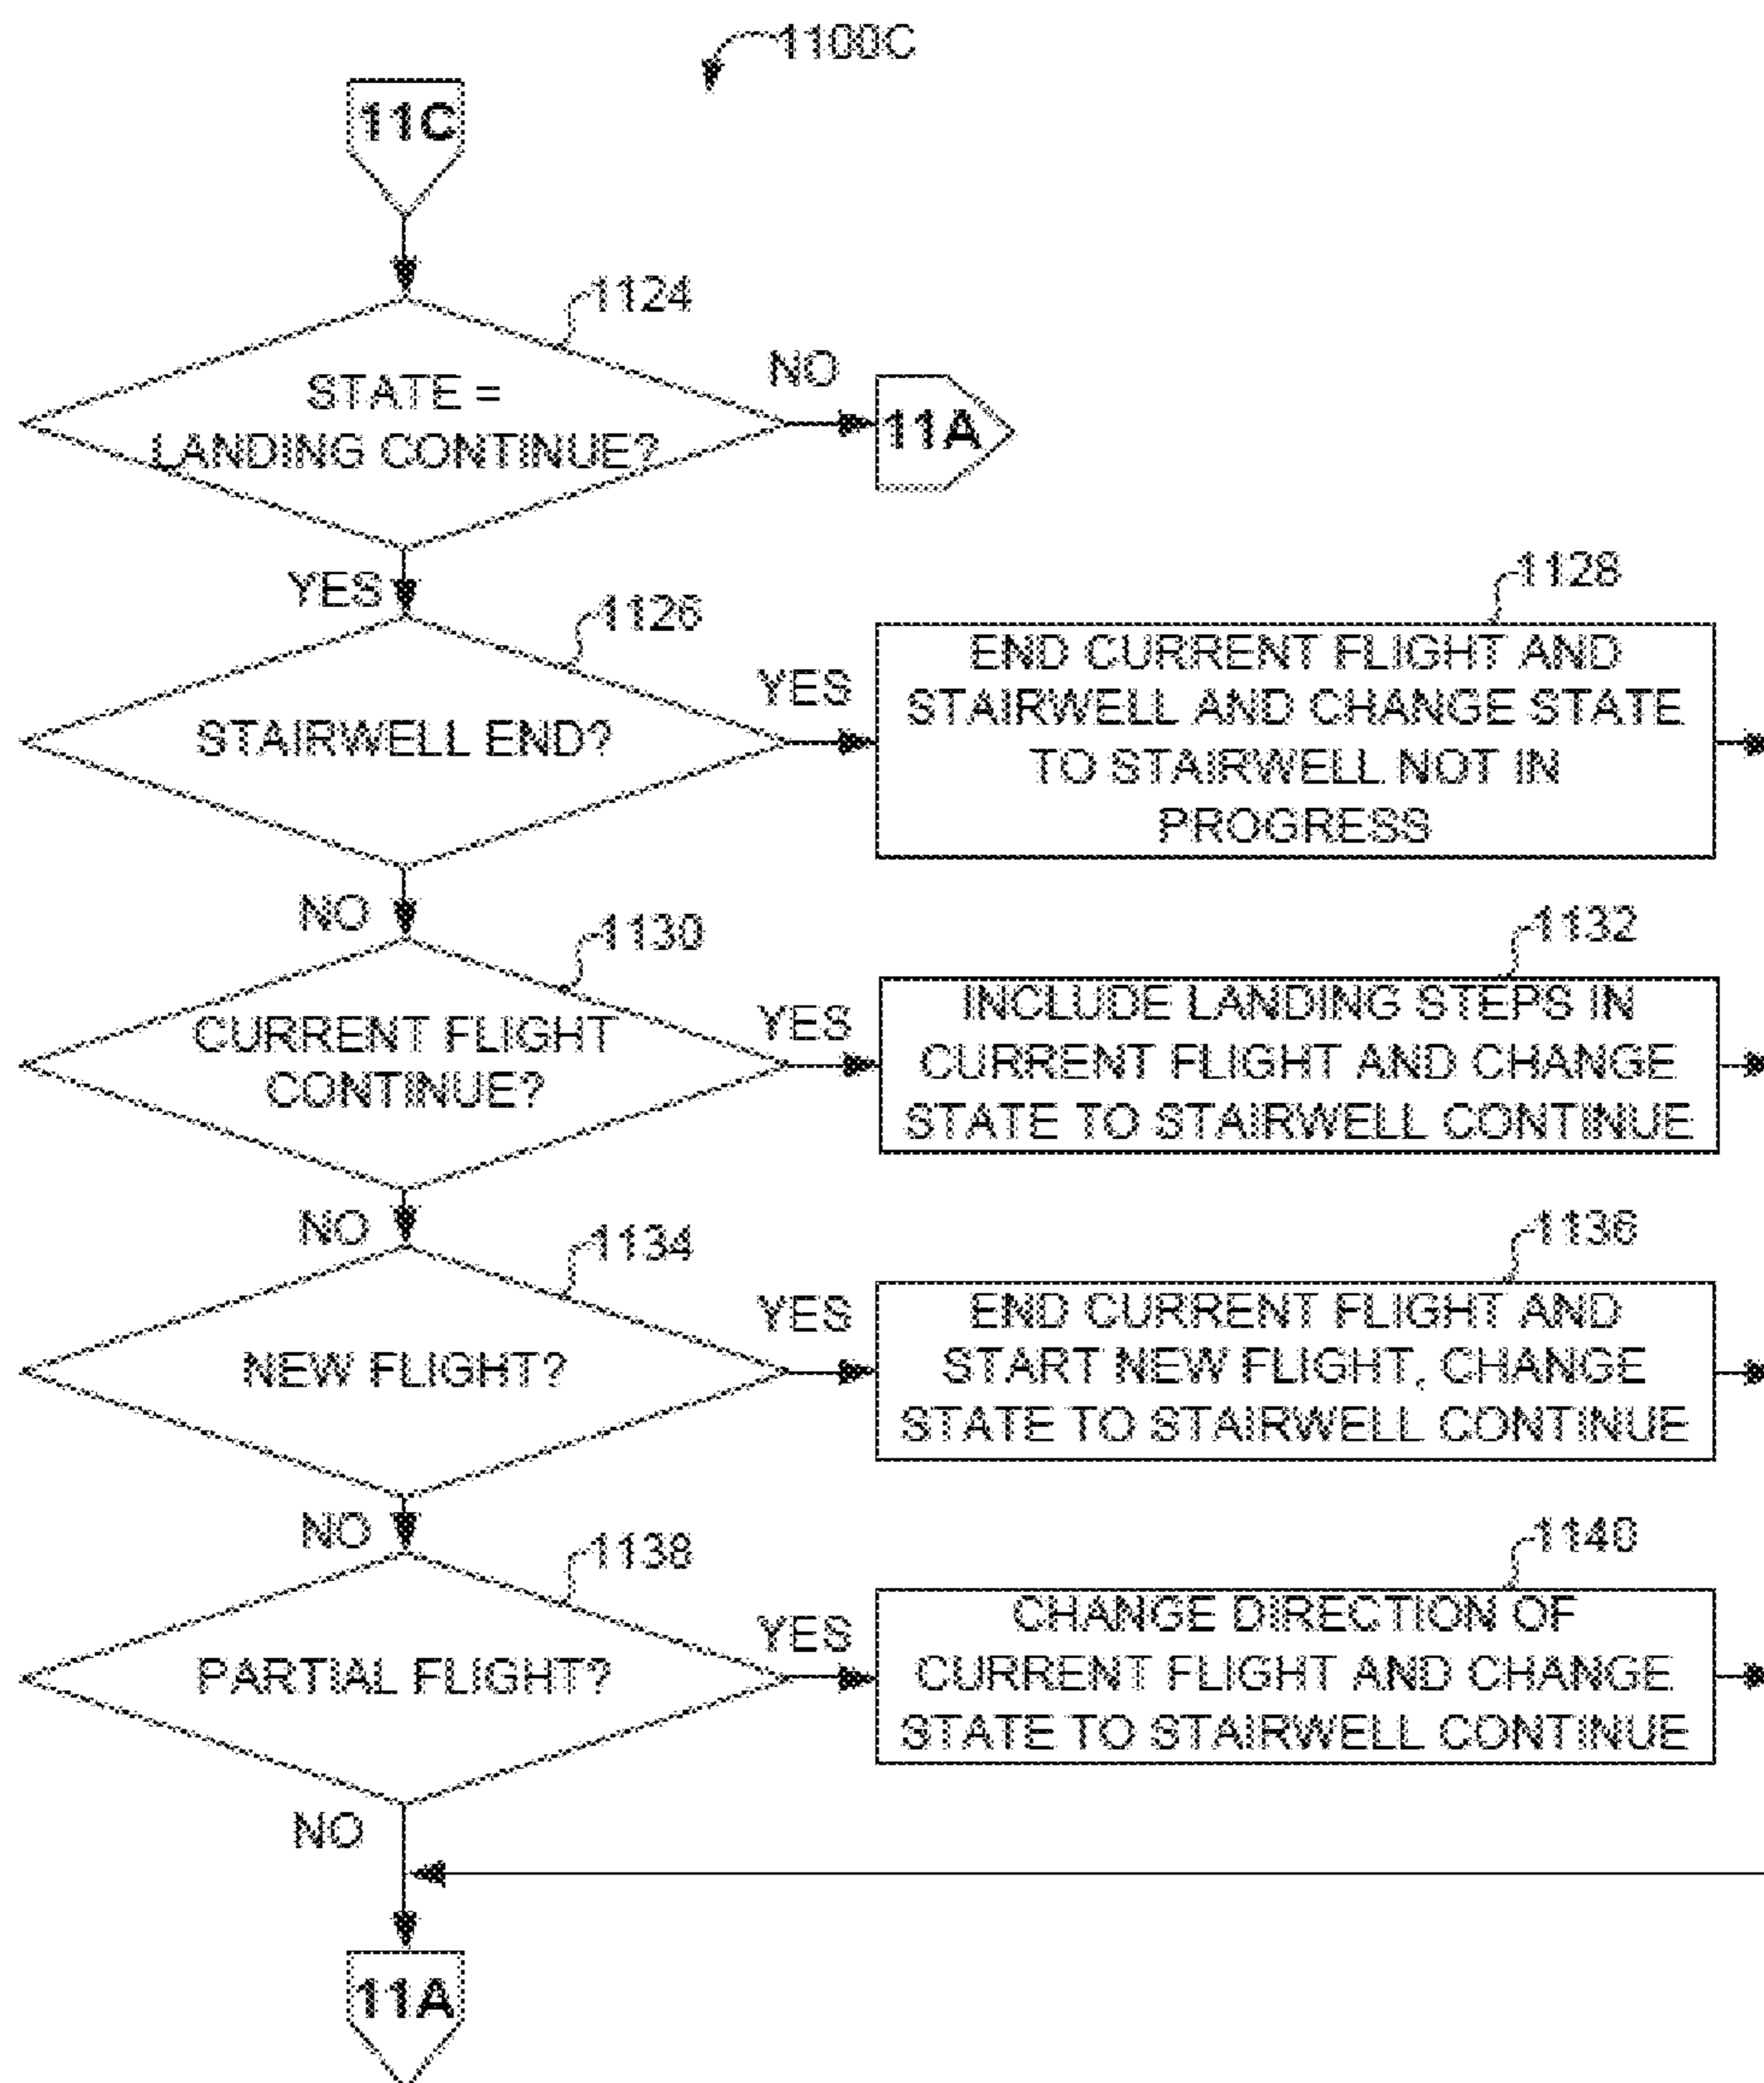 1100C
11C
1124
STATE =
LANDING CONTINUE?
NO
11A
YES
1126
STAIRWELL END?
YES
1128
END CURRENT FLIGHT AND
STAIRWELL AND CHANGE STATE
TO STAIRWELL NOT IN
PROGRESS
NO
1130
CURRENT FLIGHT
CONTINUE?
YES
1132
INCLUDE LANDING STEPS IN
CURRENT FLIGHT AND CHANGE
STATE TO STAIRWELL CONTINUE
NO
1134
NEW FLIGHT?
YES
1136
END CURRENT FLIGHT AND
START NEW FLIGHT, CHANGE
STATE TO STAIRWELL CONTINUE
NO
1138
PARTIAL FLIGHT?
YES
1140
CHANGE DIRECTION OF
CURRENT FLIGHT AND CHANGE
STATE TO STAIRWELL CONTINUE
NO
11A